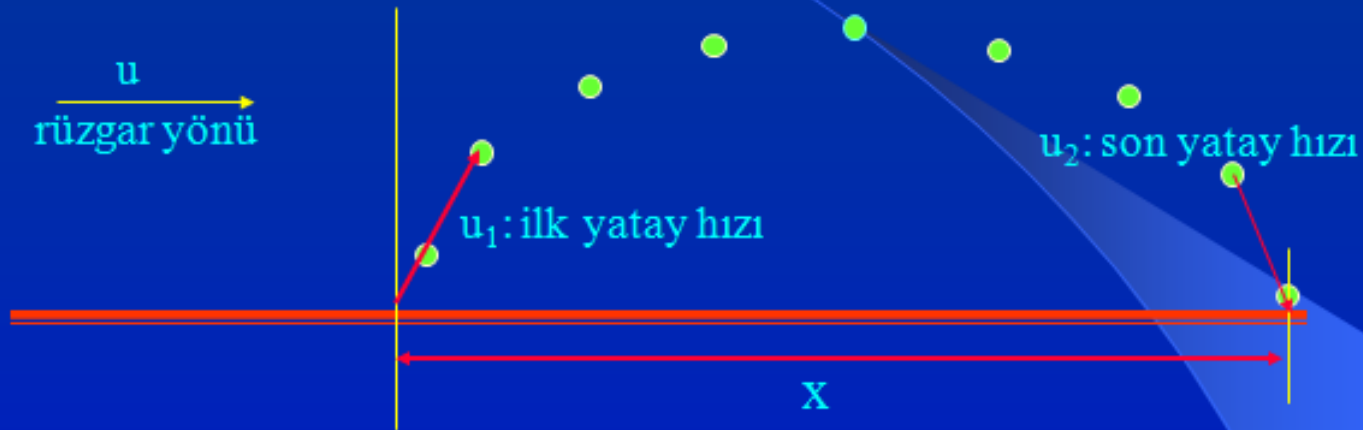 u
rüzgar yönü
u₂: son yatay hızı
u₁: ilk yatay hızı
x